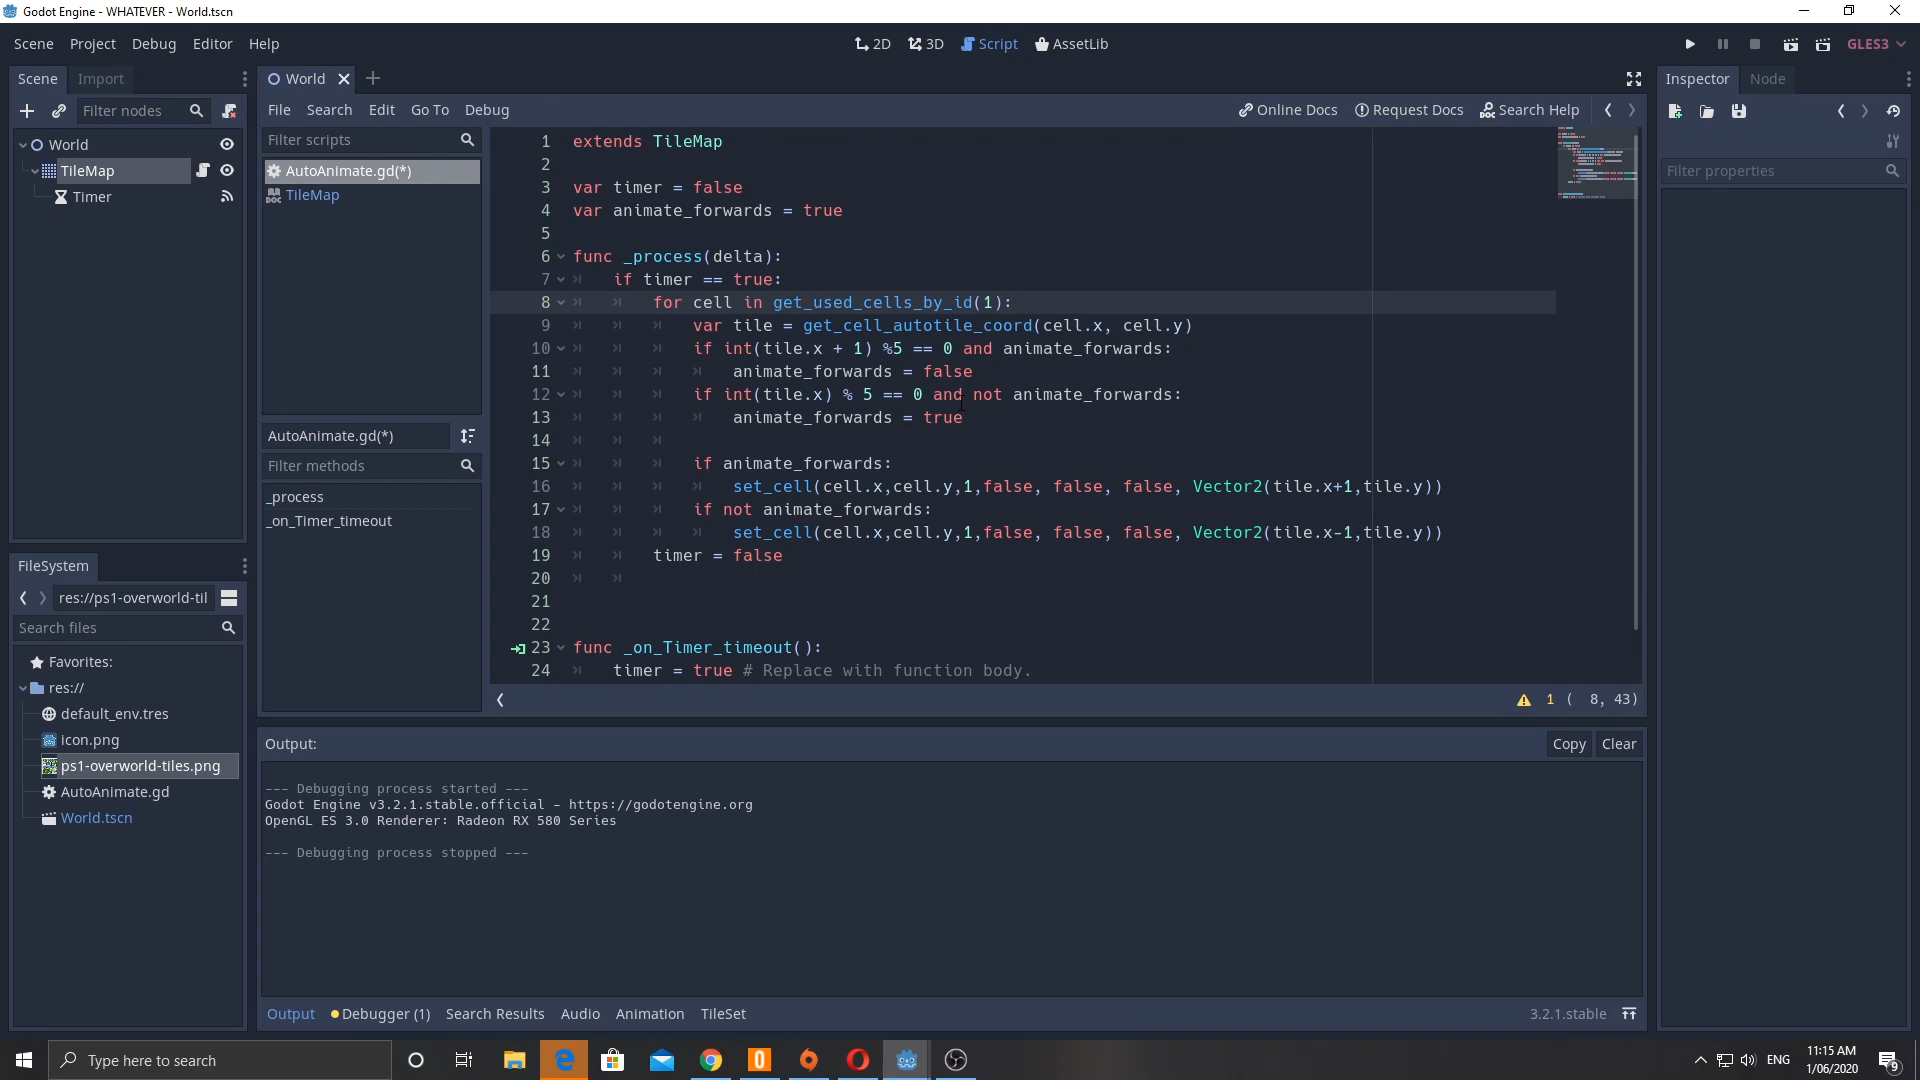 Godot Engine - WHATEVER - World.tscn
Scene Project Debug Editor Help
2D 3D Script AssetLib
GLES3
Scene Import
Filter nodes
World
TileMap
Timer
World
File Search Edit Go To Debug
Online Docs Request Docs Search Help
Filter scripts
AutoAnimate.gd(*)
TileMap
AutoAnimate.gd(*)
Filter methods
_process
_on_Timer_timeout
1 extends TileMap
2
3 var timer = false
4 var animate_forwards = true
5
6 func _process(delta):
7 if timer == true:
8 for cell in get_used_cells_by_id(1):
9 var tile = get_cell_autotile_coord(cell.x, cell.y)
10 if int(tile.x + 1) %5 == 0 and animate_forwards:
11 animate_forwards = false
12 if int(tile.x) % 5 == 0 and not animate_forwards:
13 animate_forwards = true
14
15 if animate_forwards:
16 set_cell(cell.x,cell.y,1,false, false, false, Vector2(tile.x+1,tile.y))
17 if not animate_forwards:
18 set_cell(cell.x,cell.y,1,false, false, false, Vector2(tile.x-1,tile.y))
19 timer = false
20
21
22
23 func _on_Timer_timeout():
24 timer = true # Replace with function body.
1 ( 8, 43)
FileSystem
res://ps1-overworld-til
Search files
Favorites:
res://
default_env.tres
icon.png
ps1-overworld-tiles.png
AutoAnimate.gd
World.tscn
Output:
Copy Clear
--- Debugging process started ---
Godot Engine v3.2.1.stable.official - https://godotengine.org
OpenGL ES 3.0 Renderer: Radeon RX 580 Series
--- Debugging process stopped ---
Output Debugger (1) Search Results Audio Animation TileSet
3.2.1.stable
Inspector Node
Filter properties
Type here to search
ENG
11:15 AM
1/06/2020
9